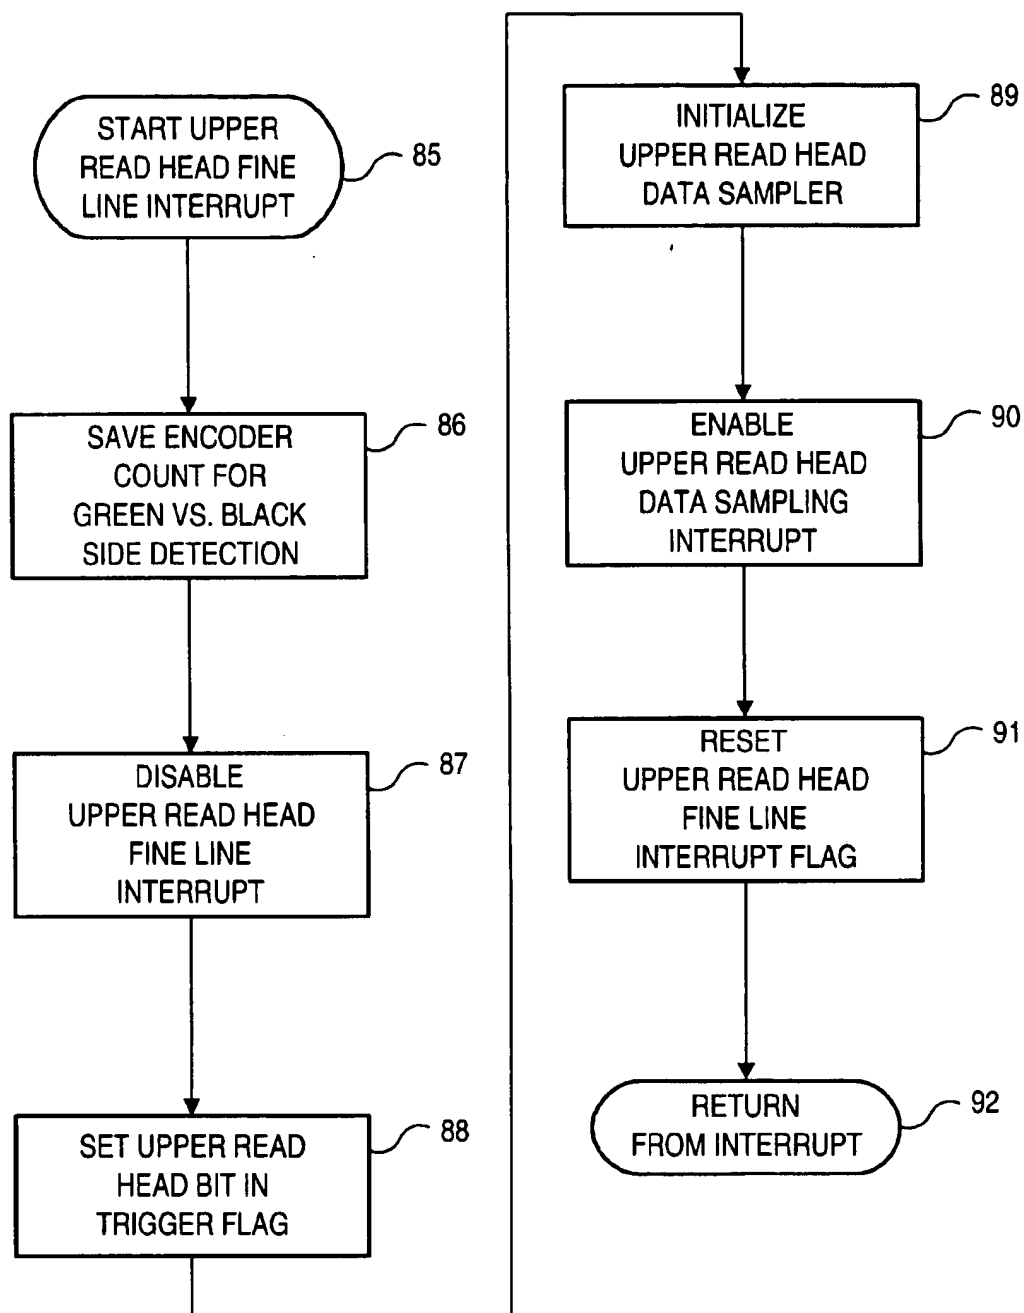 START UPPER
READ HEAD FINE
LINE INTERRUPT
85
SAVE ENCODER
COUNT FOR
GREEN VS. BLACK
SIDE DETECTION
86
DISABLE
UPPER READ HEAD
FINE LINE
INTERRUPT
87
SET UPPER READ
HEAD BIT IN
TRIGGER FLAG
88
INITIALIZE
UPPER READ HEAD
DATA SAMPLER
89
ENABLE
UPPER READ HEAD
DATA SAMPLING
INTERRUPT
90
RESET
UPPER READ HEAD
FINE LINE
INTERRUPT FLAG
91
RETURN
FROM INTERRUPT
92